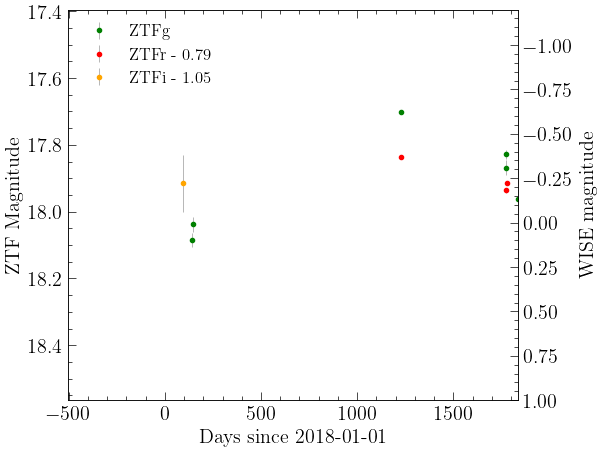 17.4
17.6
17.8
18.0
18.2
18.4
ZTF Magnitude
ZTFg
ZTFr - 0.79
ZTFi - 1.05
−1.00
−0.75
−0.50
−0.25
0.00
0.25
0.50
0.75
1.00
WISE magnitude
−500 0 500 1000 1500
Days since 2018-01-01